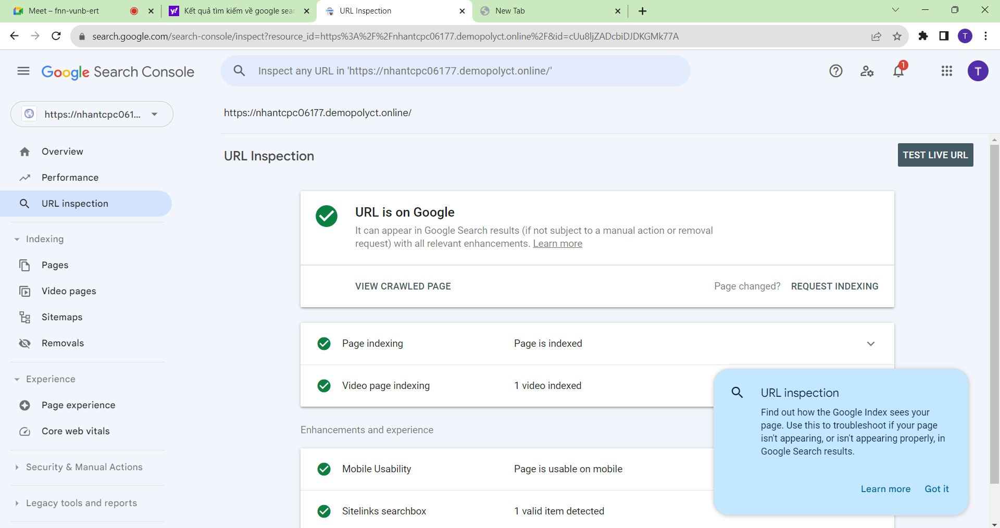 Meet – fnn-vunb-ert
Kết quả tìm kiếm về google sear
URL Inspection
New Tab
search.google.com/search-console/inspect?resource_id=https%3A%2F%2Fnhantcpc06177.demopolyct.online%2F&id=cUu8ljZADcbiDJDKGMk77A
T
Google Search Console
Inspect any URL in 'https://nhantcpc06177.demopolyct.online/'
1
T
https://nhantcpc061...
https://nhantcpc06177.demopolyct.online/
Overview
Performance
URL inspection
Indexing
Pages
Video pages
Sitemaps
Removals
Experience
Page experience
Core web vitals
Security & Manual Actions
Legacy tools and reports
URL Inspection
TEST LIVE URL
URL is on Google
It can appear in Google Search results (if not subject to a manual action or removal
request) with all relevant enhancements. Learn more
VIEW CRAWLED PAGE
Page changed? REQUEST INDEXING
Page indexing Page is indexed
Video page indexing 1 video indexed
Enhancements and experience
Mobile Usability Page is usable on mobile
Sitelinks searchbox 1 valid item detected
URL inspection
Find out how the Google Index sees your
page. Use this to troubleshoot if your page
isn't appearing, or isn't appearing properly, in
Google Search results.
Learn more Got it